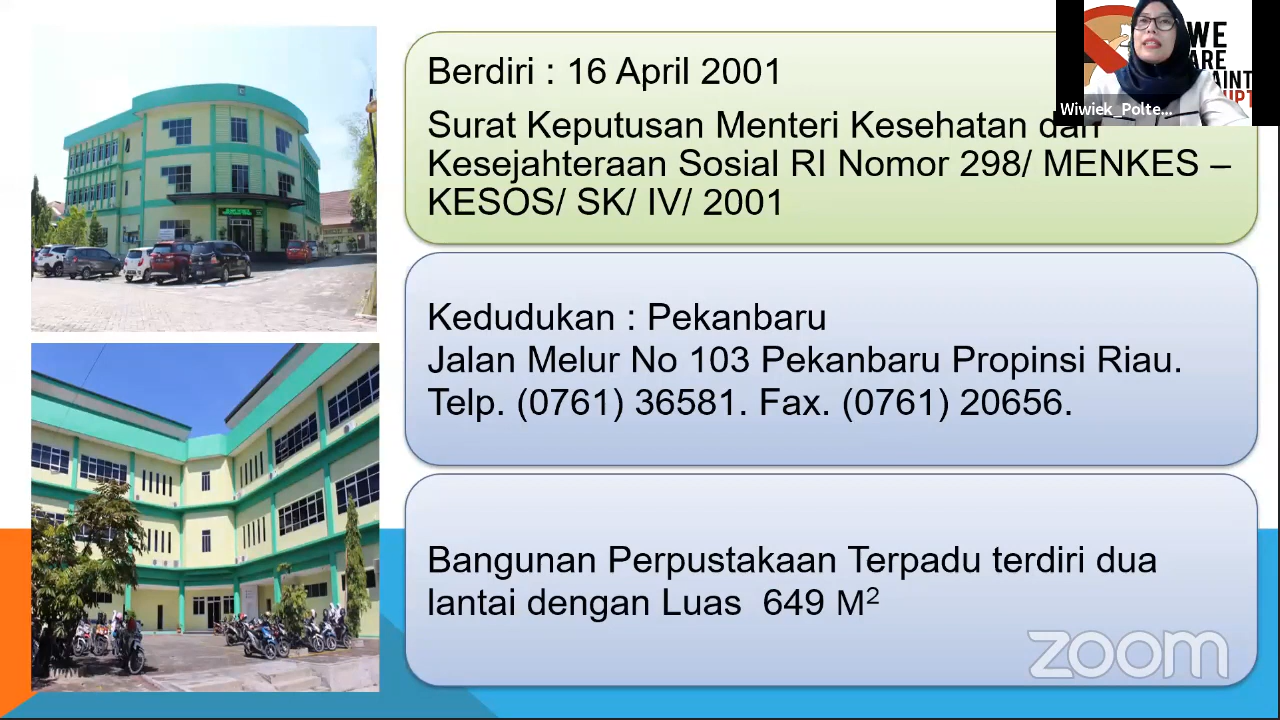 Berdiri : 16 April 2001
Surat Keputusan Menteri Kesehatan dan
Kesejahteraan Sosial RI Nomor 298/ MENKES –
KESOS/ SK/ IV/ 2001
Kedudukan : Pekanbaru
Jalan Melur No 103 Pekanbaru Propinsi Riau.
Telp. (0761) 36581. Fax. (0761) 20656.
Bangunan Perpustakaan Terpadu terdiri dua
lantai dengan Luas 649 M²
WE
ARE
Wiwiek_Polte...
zoom